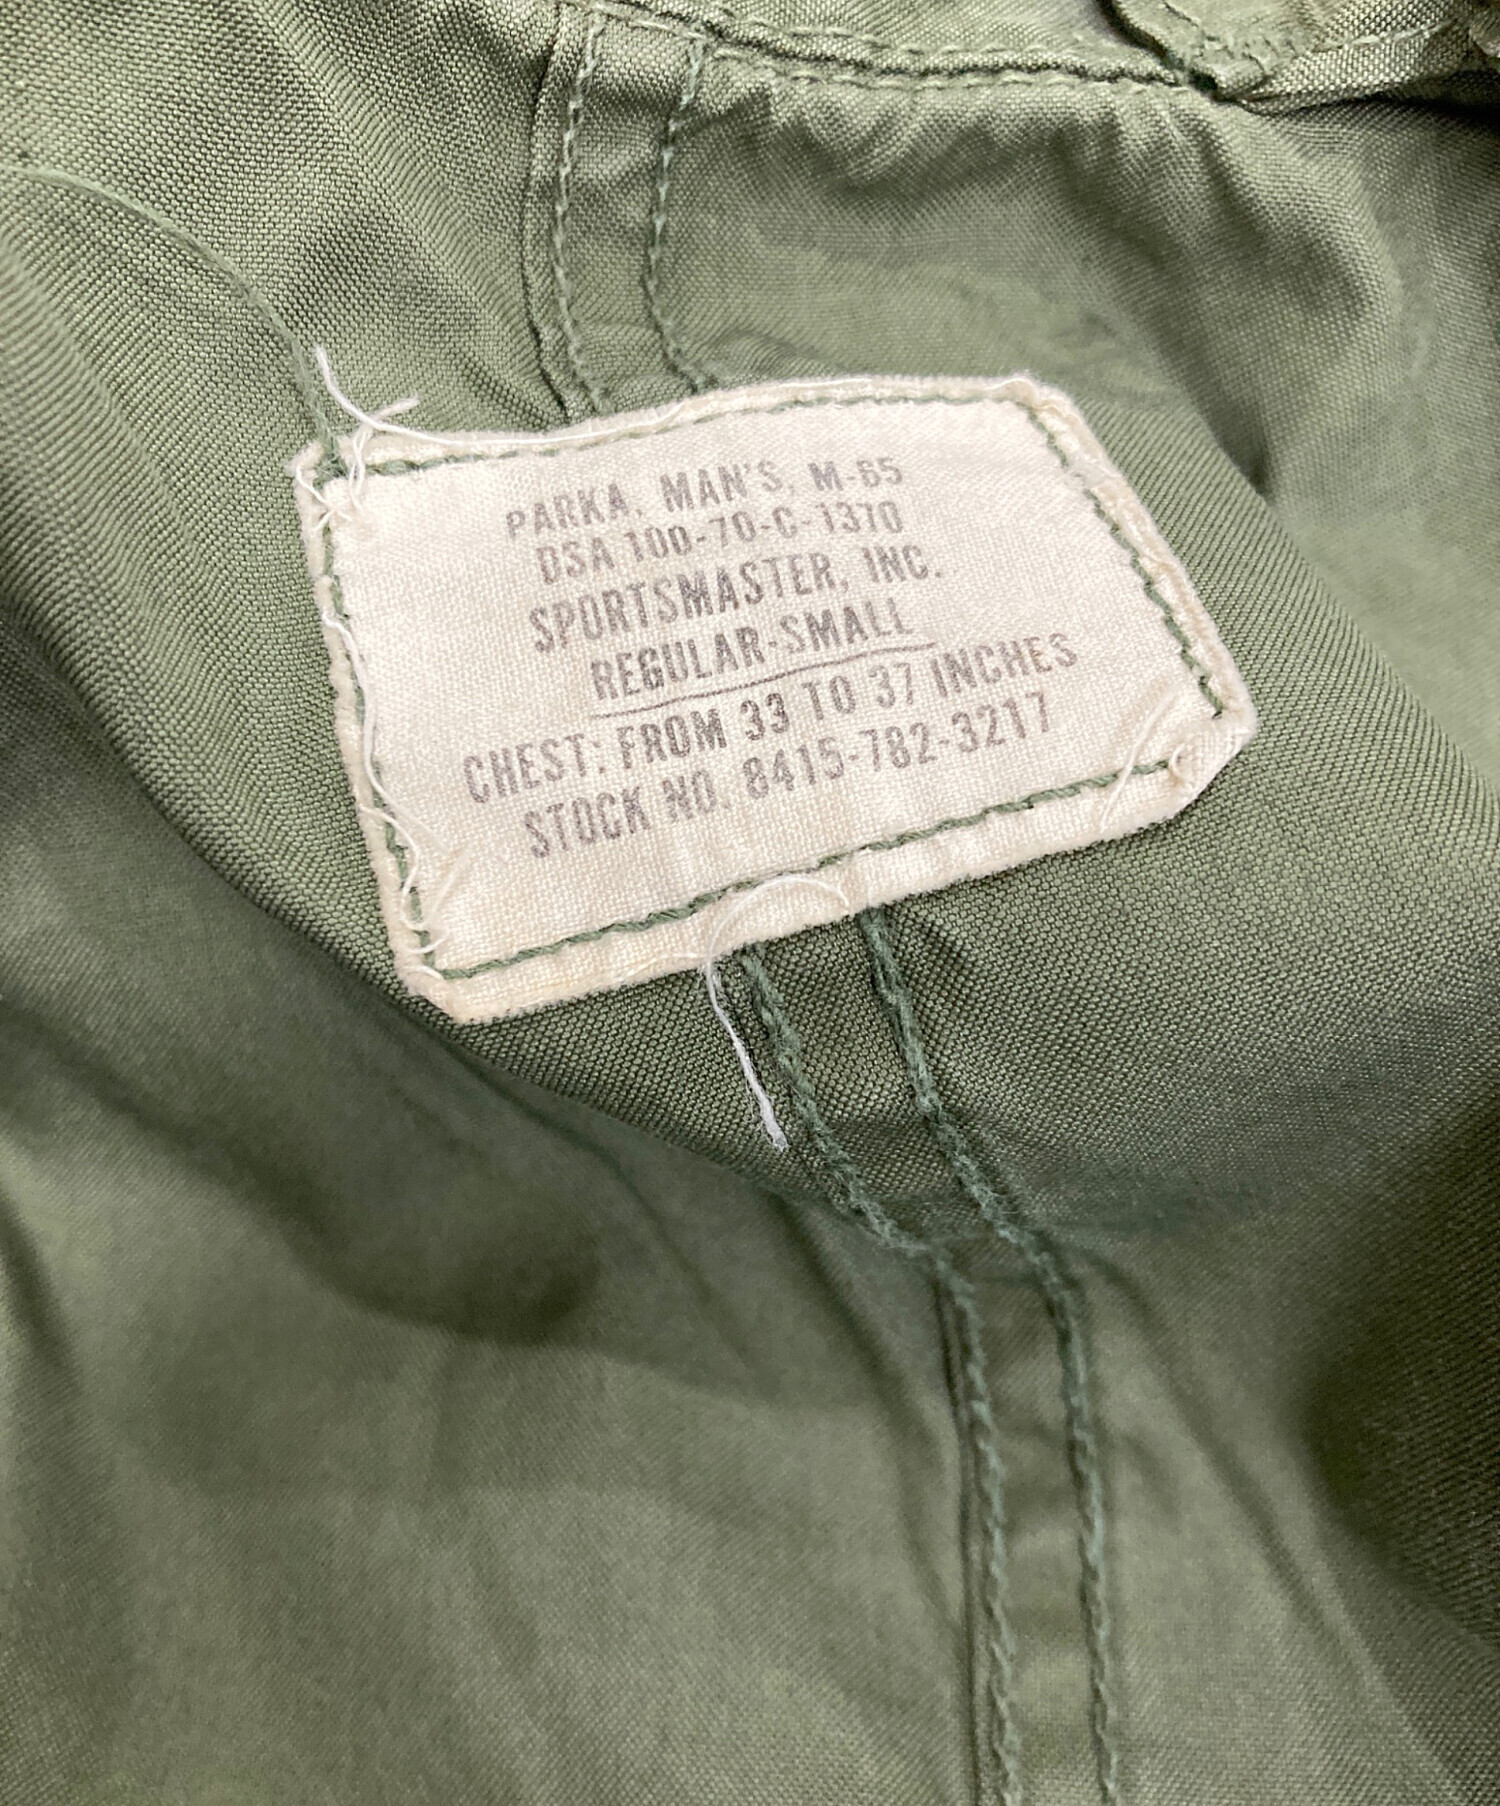 PARKA, MAN'S, M-65
DSA 100-70-C-1370
SPORTSMASTER, INC.
REGULAR-SMALL
CHEST: FROM 33 TO 37 INCHES
STOCK NO. 8415-782-3217